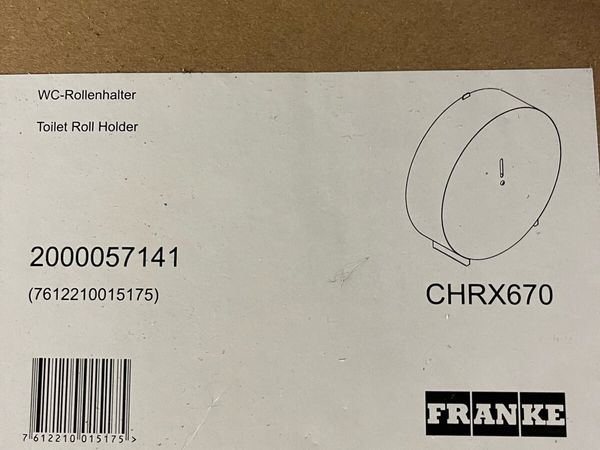 WC-Rollenhalter
Toilet Roll Holder
2000057141
(7612210015175)
CHRX670
7 612210 015175 >
FRANKE